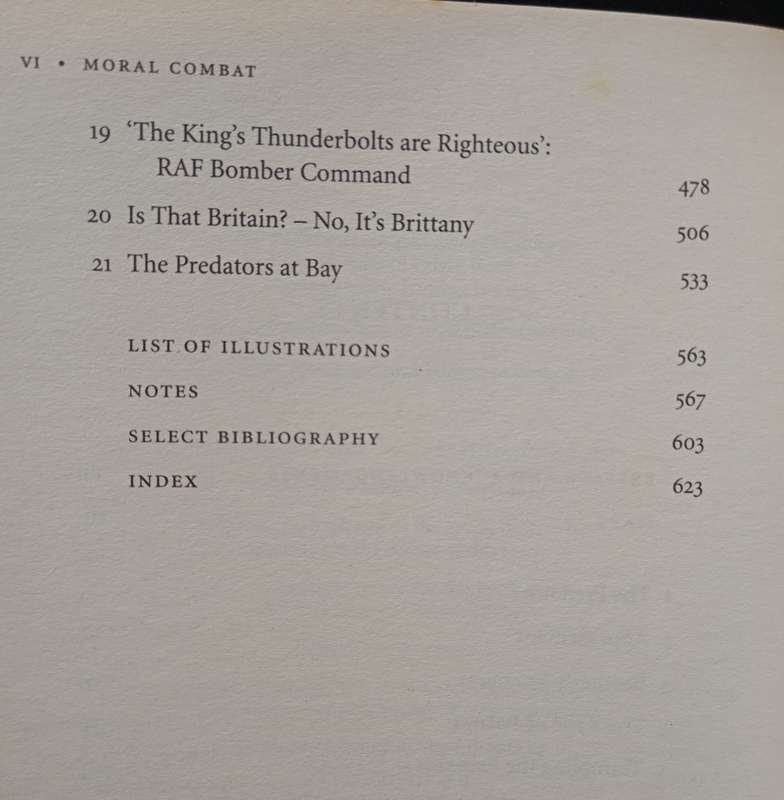 VI • MORAL COMBAT
19 ‘The King’s Thunderbolts are Righteous’:
RAF Bomber Command 478
20 Is That Britain? – No, It’s Brittany 506
21 The Predators at Bay 533
LIST OF ILLUSTRATIONS 563
NOTES 567
SELECT BIBLIOGRAPHY 603
INDEX 623